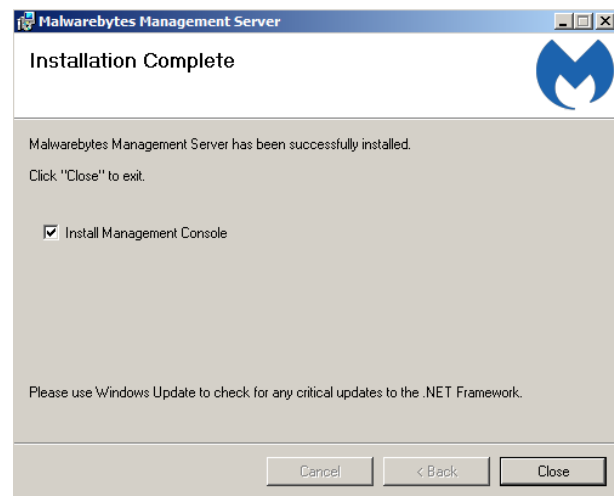 Malwarebytes Management Server
Installation Complete
Malwarebytes Management Server has been successfully installed.
Click "Close" to exit.
Install Management Console
Please use Windows Update to check for any critical updates to the .NET Framework.
Cancel
< Back
Close